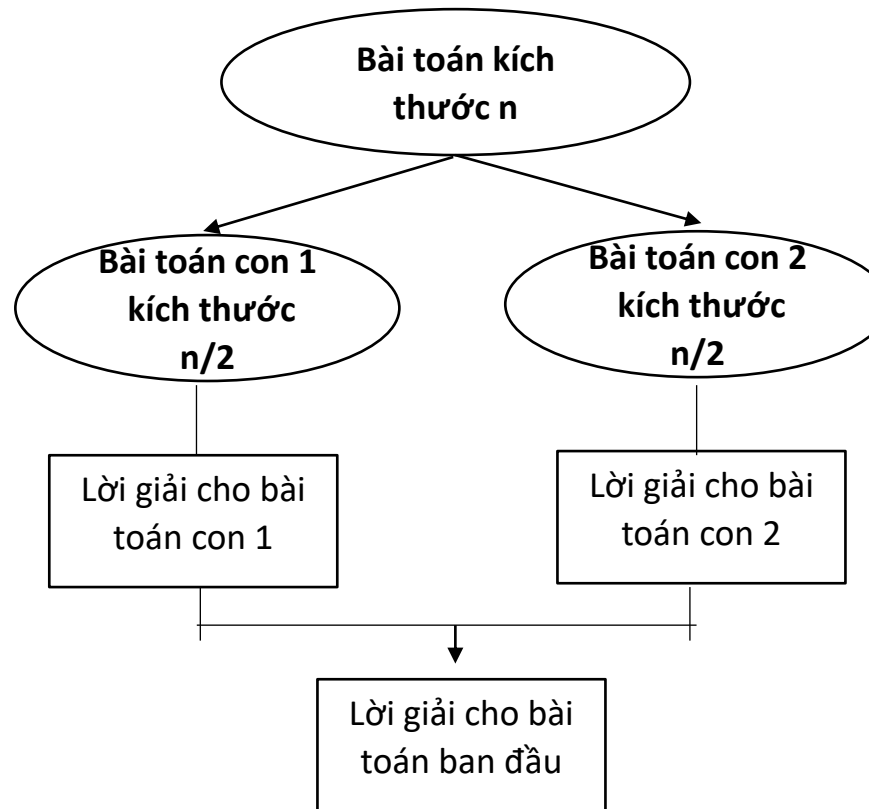 Bài toán kích
thước n
Bài toán con 1
kích thước
n/2
Bài toán con 2
kích thước
n/2
Lời giải cho bài
toán con 1
Lời giải cho bài
toán con 2
Lời giải cho bài
toán ban đầu